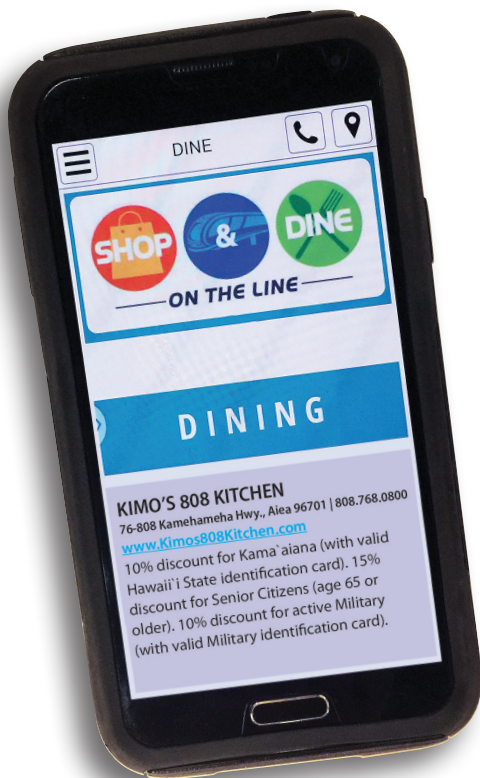 DINE
SHOP & DINE
ON THE LINE
DINING
KIMO'S 808 KITCHEN
76-808 Kamehameha Hwy., Aiea 96701 | 808.768.0800
www.Kimos808Kitchen.com
10% discount for Kama`aiana (with valid
Hawaii`i State identification card). 15%
discount for Senior Citizens (age 65 or
older). 10% discount for active Military
(with valid Military identification card).